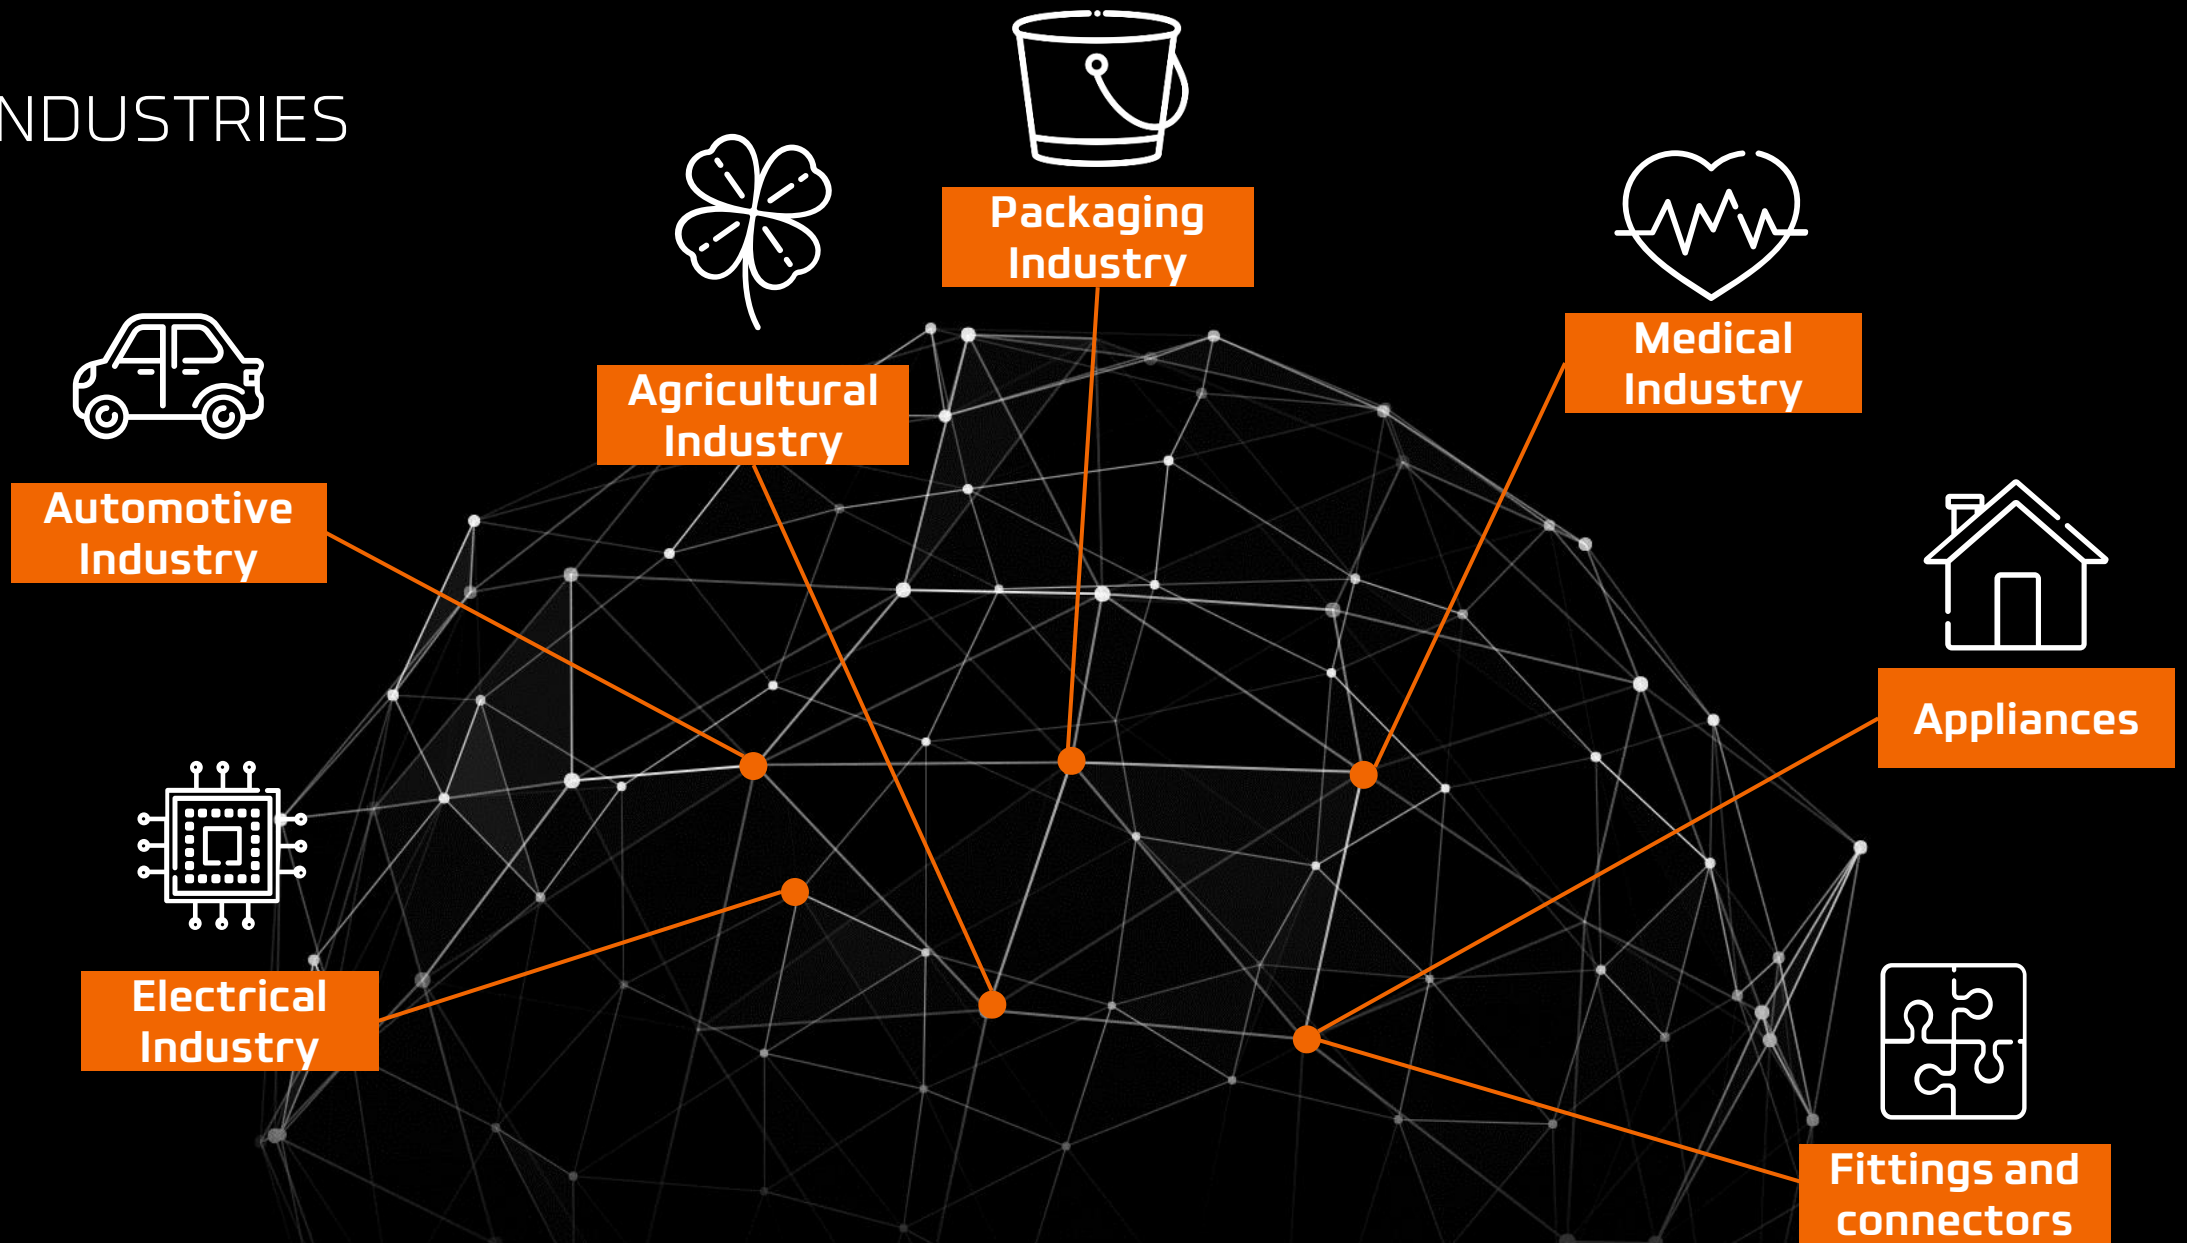 NDUSTRIES
Packaging
Industry
Medical
Industry
Agricultural
Industry
Automotive
Industry
Appliances
Electrical
Industry
Fittings and
connectors